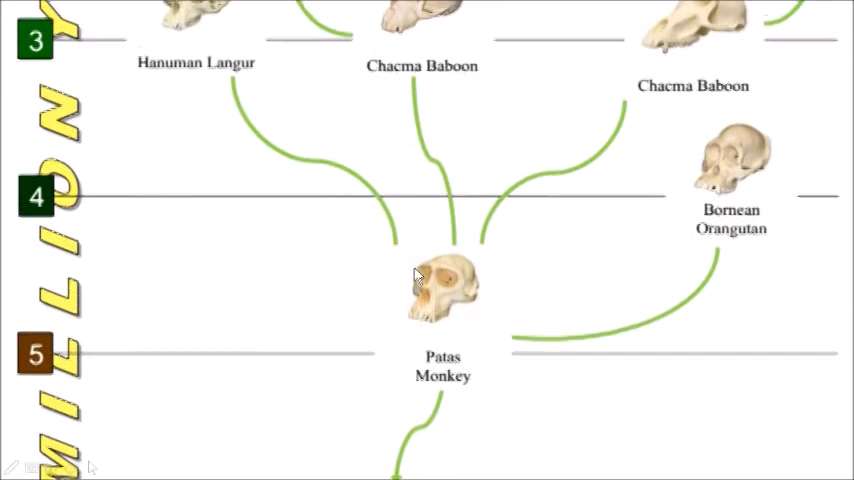 3
Hanuman Langur
Chacma Baboon
Chacma Baboon
4
Bornean
Orangutan
5
Patas
Monkey
MILLION Y